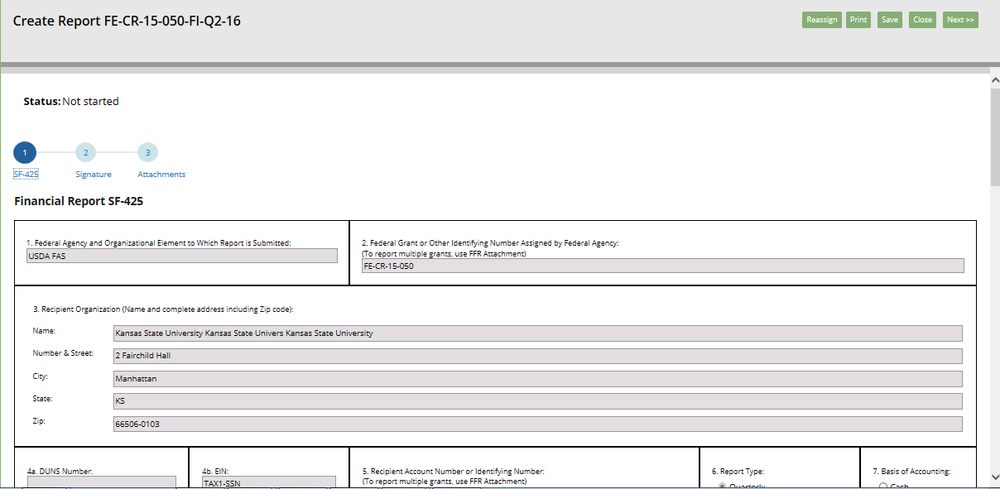 Create Report FE-CR-15-050-FI-Q2-16
Reassign Print Save Close Next >>
Status: Not started
1 2 3
SF-425 Signature Attachments
Financial Report SF-425
1. Federal Agency and Organizational Element to Which Report is Submitted:
USDA FAS
2. Federal Grant or Other Identifying Number Assigned by Federal Agency:
(To report multiple grants, use FFR Attachment)
FE-CR-15-050
3. Recipient Organization (Name and complete address including Zip code):
Name: Kansas State University Kansas State Univers Kansas State University
Number & Street: 2 Fairchild Hall
City: Manhattan
State: KS
Zip: 66506-0103
4a. DUNS Number:
4b. EIN:
TAX1-SSN
5. Recipient Account Number or Identifying Number:
(To report multiple grants, use FFR Attachment)
6. Report Type:
Quarterly
7. Basis of Accounting:
Cash